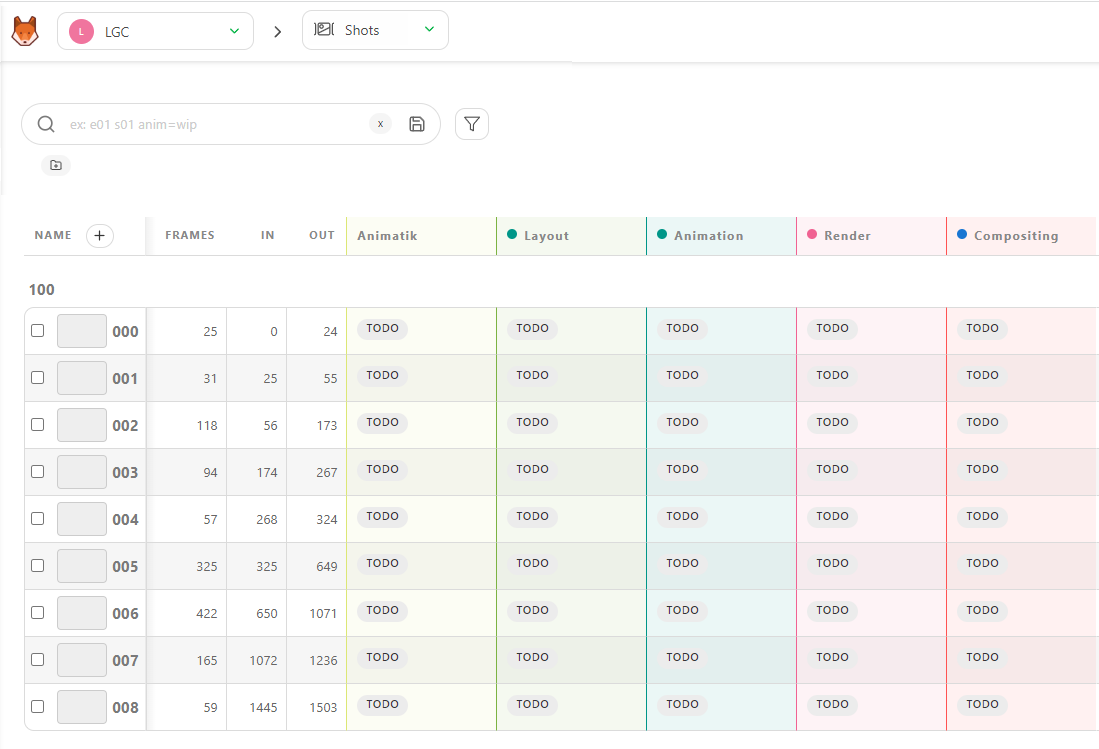 L LGC Shots
ex: e01 s01 anim=wip x
NAME + FRAMES IN OUT Animatik Layout Animation Render Compositing
100
000 25 0 24 TODO TODO TODO TODO TODO
001 31 25 55 TODO TODO TODO TODO TODO
002 118 56 173 TODO TODO TODO TODO TODO
003 94 174 267 TODO TODO TODO TODO TODO
004 57 268 324 TODO TODO TODO TODO TODO
005 325 325 649 TODO TODO TODO TODO TODO
006 422 650 1071 TODO TODO TODO TODO TODO
007 165 1072 1236 TODO TODO TODO TODO TODO
008 59 1445 1503 TODO TODO TODO TODO TODO